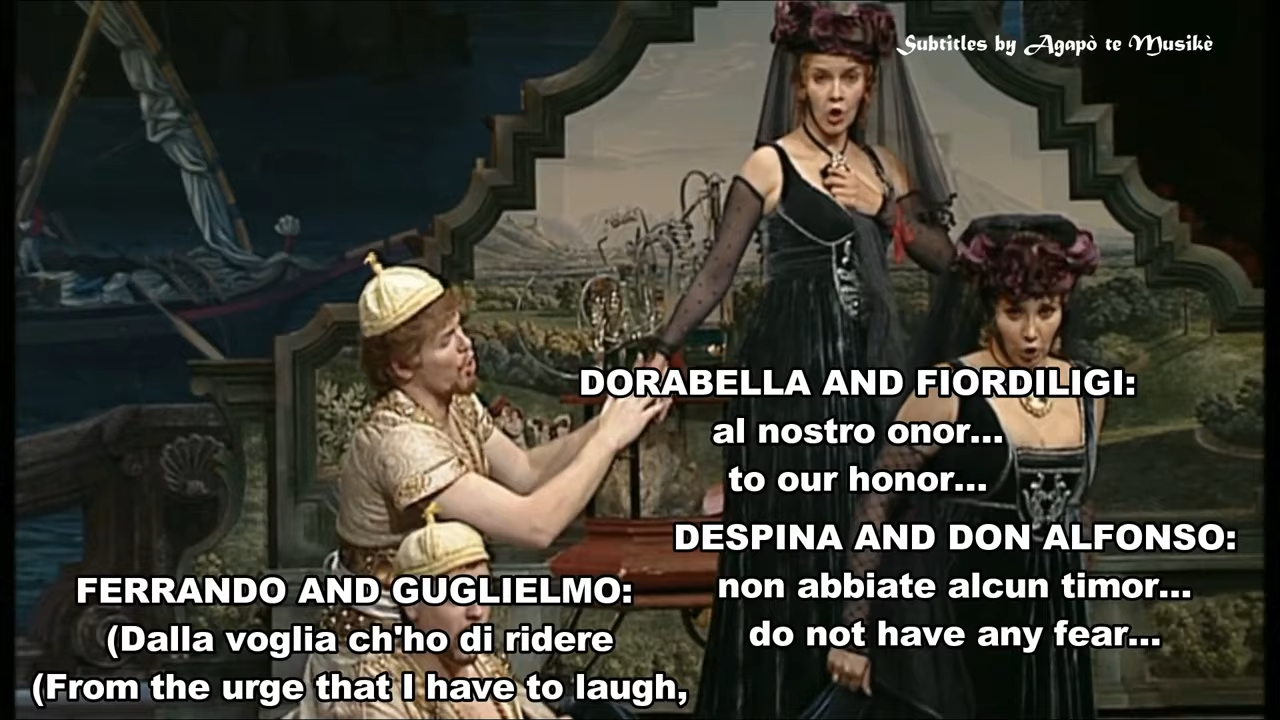 Subtitles by Agapò te Musikè
DORABELLA AND FIORDILIGI:
al nostro onor...
to our honor...
DESPINA AND DON ALFONSO:
non abbiate alcun timor...
do not have any fear...
FERRANDO AND GUGLIELMO:
(Dalla voglia ch'ho di ridere
(From the urge that I have to laugh,